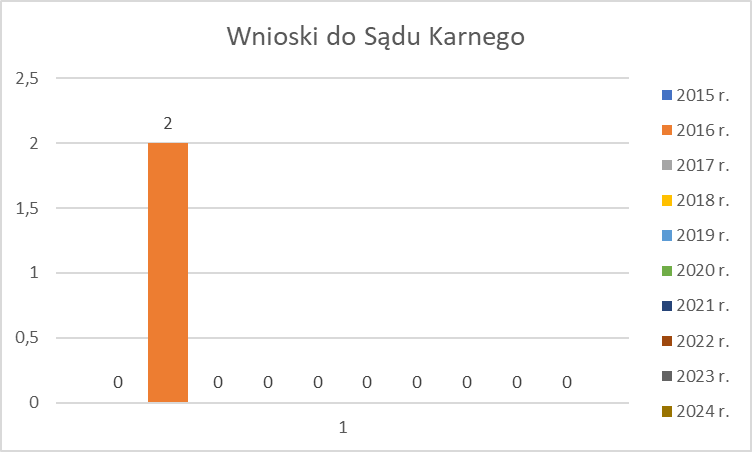 Wnioski do Sądu Karnego
2,5
2
1,5
1
0,5
0
2
0 0 0 0 0 0 0 0 0
1
2015 r.
2016 r.
2017 r.
2018 r.
2019 r.
2020 r.
2021 r.
2022 r.
2023 r.
2024 r.